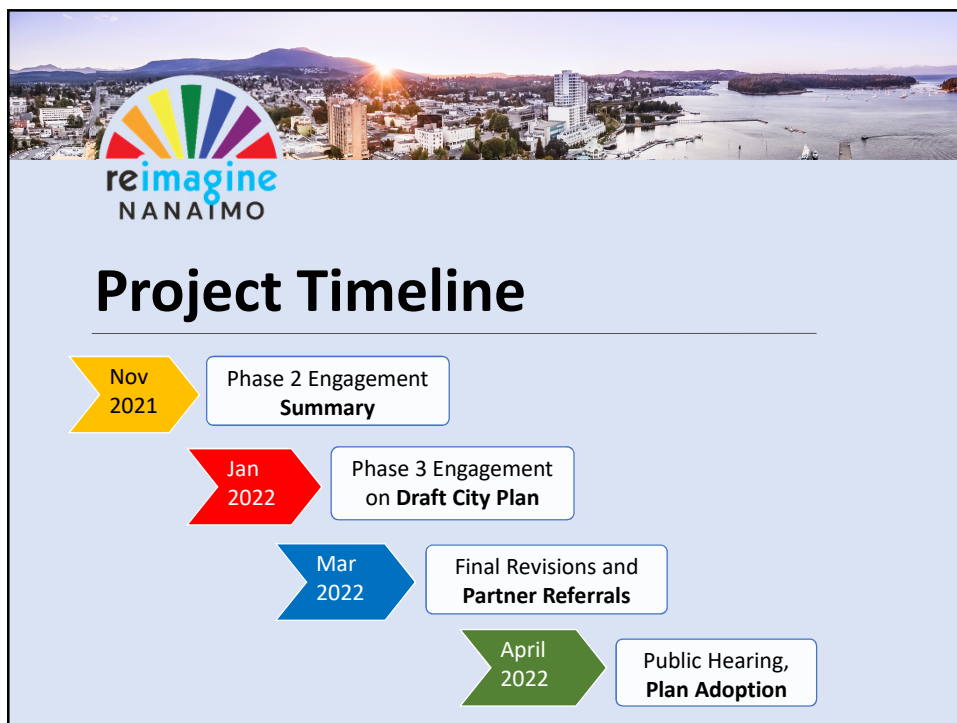 reimagine
NANAIMO
Project Timeline
Nov
2021
Phase 2 Engagement
Summary
Jan
2022
Phase 3 Engagement
on Draft City Plan
Mar
2022
Final Revisions and
Partner Referrals
April
2022
Public Hearing,
Plan Adoption